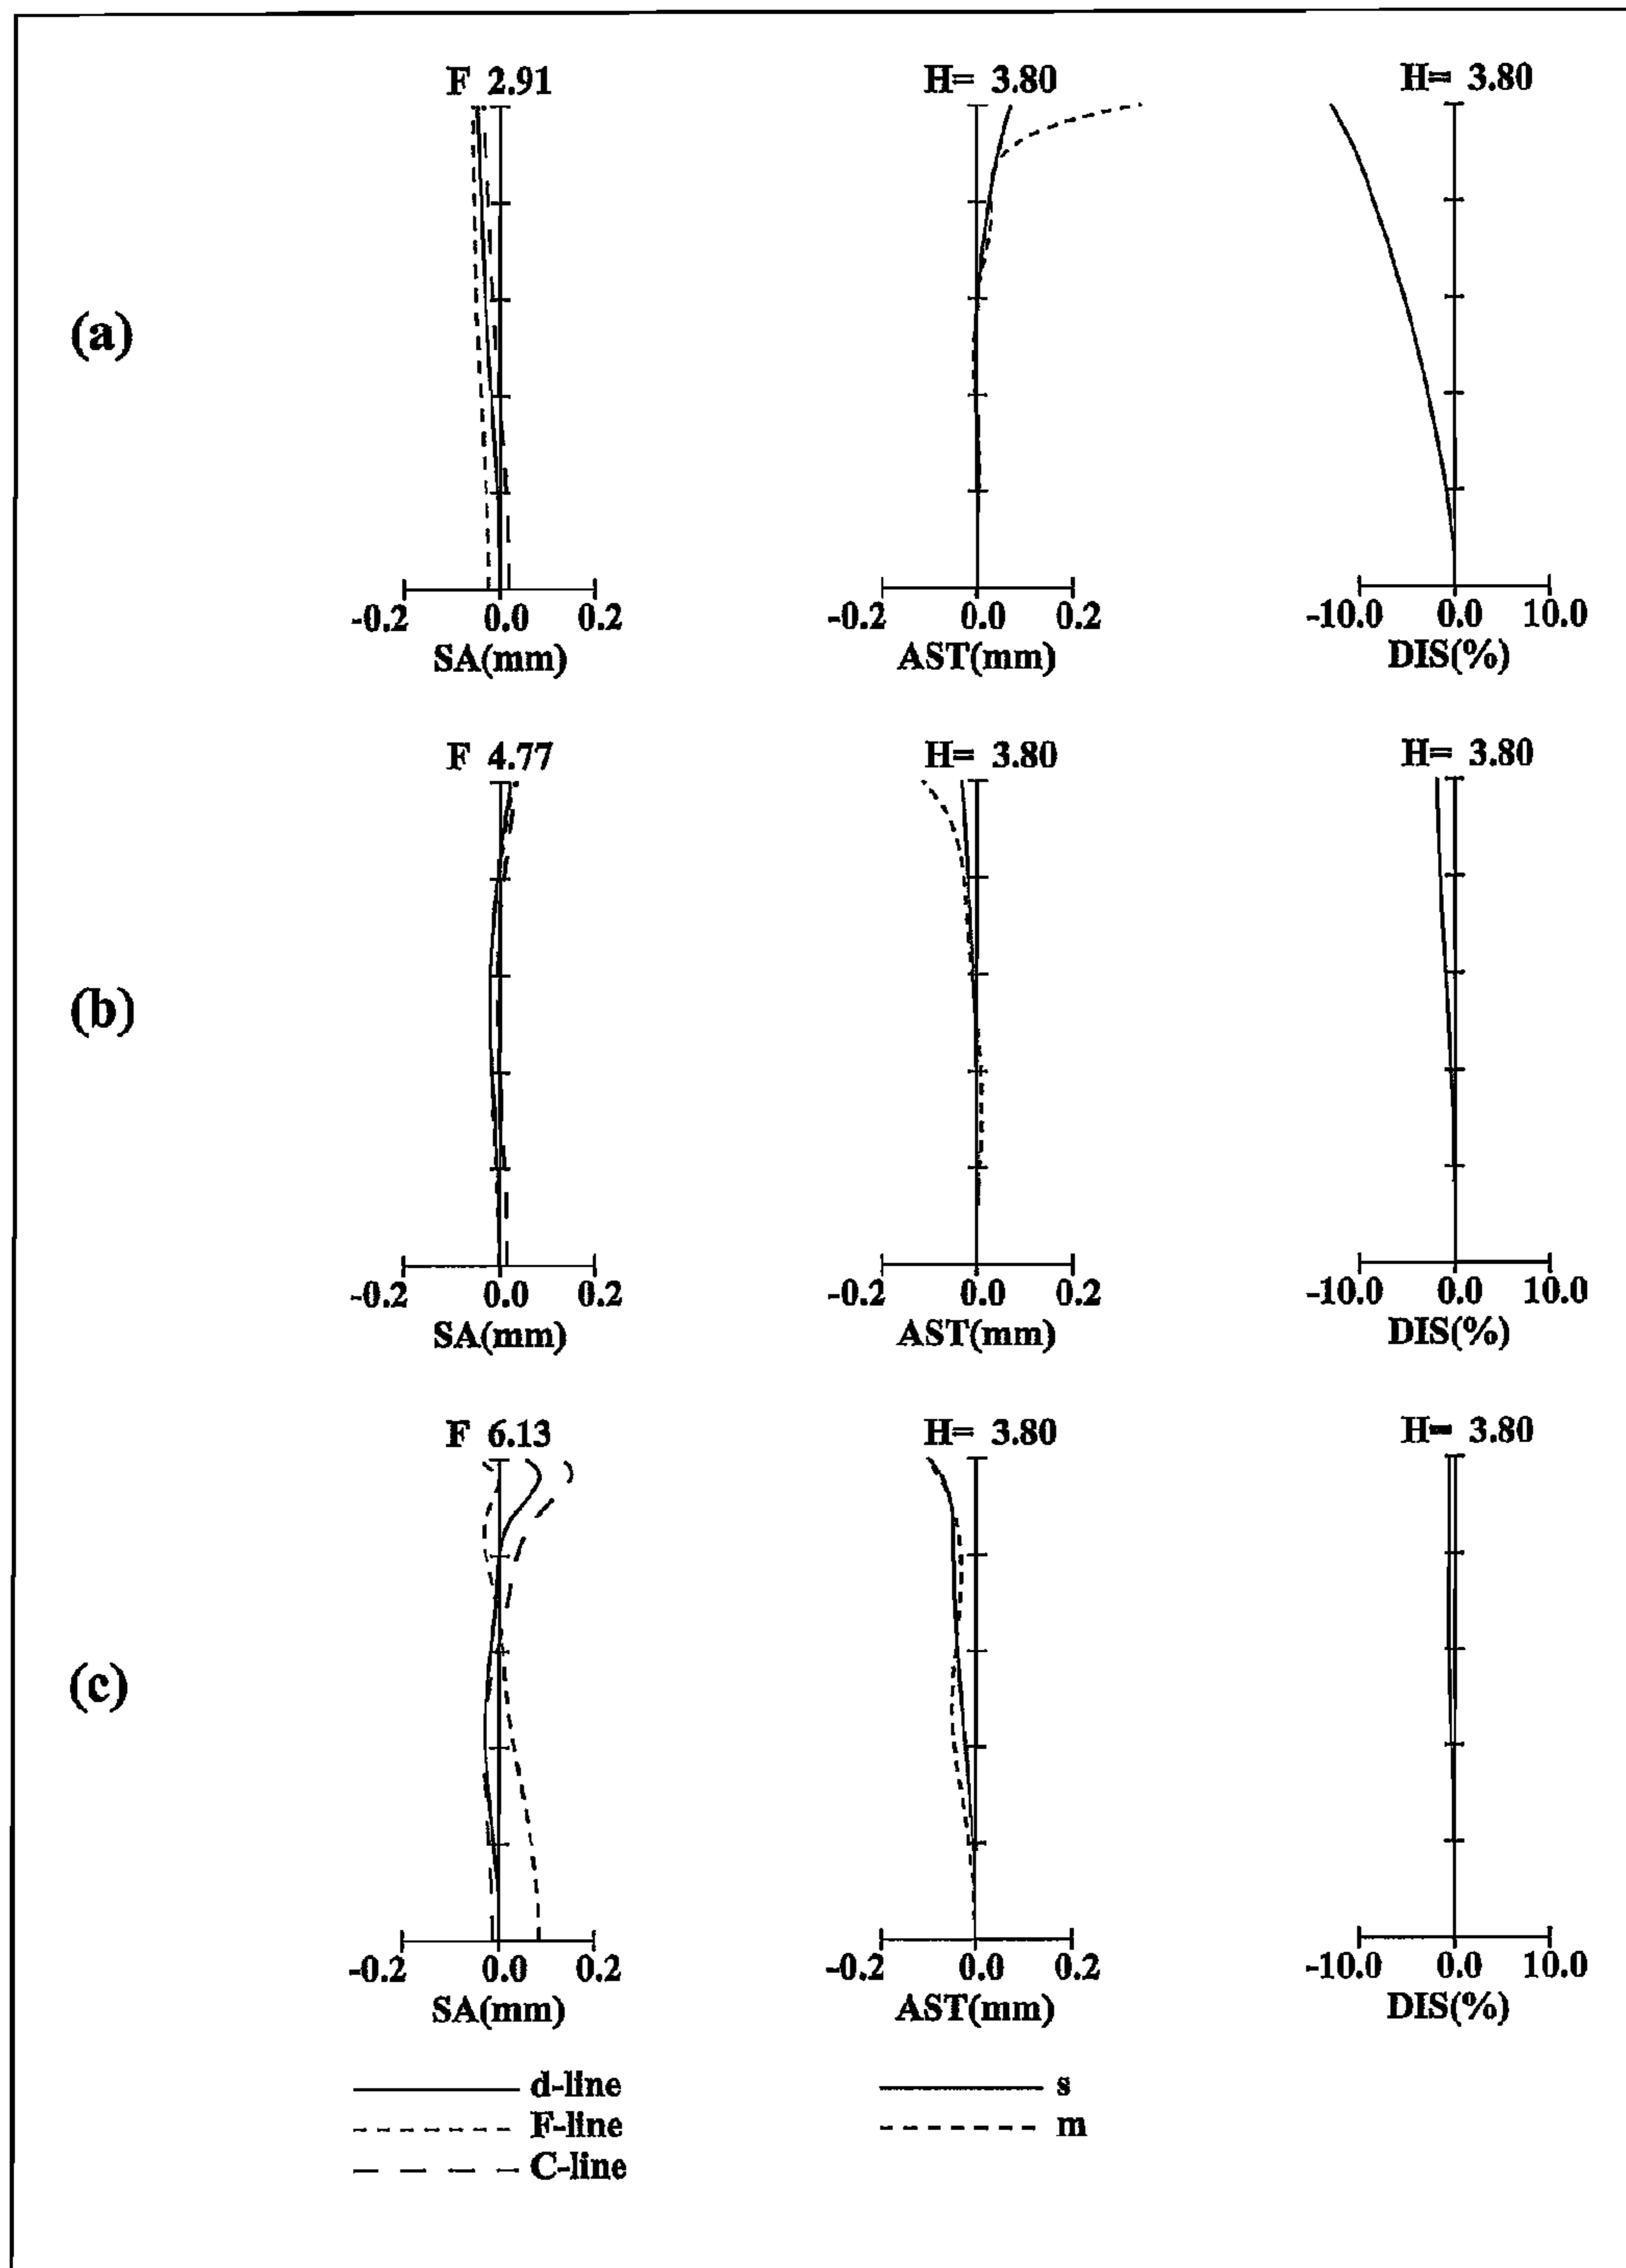 F 2.91 H= 3.80 H= 3.80
(a)
-0.2 0.0 0.2 -0.2 0.0 0.2 -10.0 0.0 10.0
SA(mm) AST(mm) DIS(%)
F 4.77 H= 3.80 H= 3.80
(b)
-0.2 0.0 0.2 -0.2 0.0 0.2 -10.0 0.0 10.0
SA(mm) AST(mm) DIS(%)
F 6.13 H= 3.80 H= 3.80
(c)
-0.2 0.0 0.2 -0.2 0.0 0.2 -10.0 0.0 10.0
SA(mm) AST(mm) DIS(%)
d-line s
F-line m
C-line